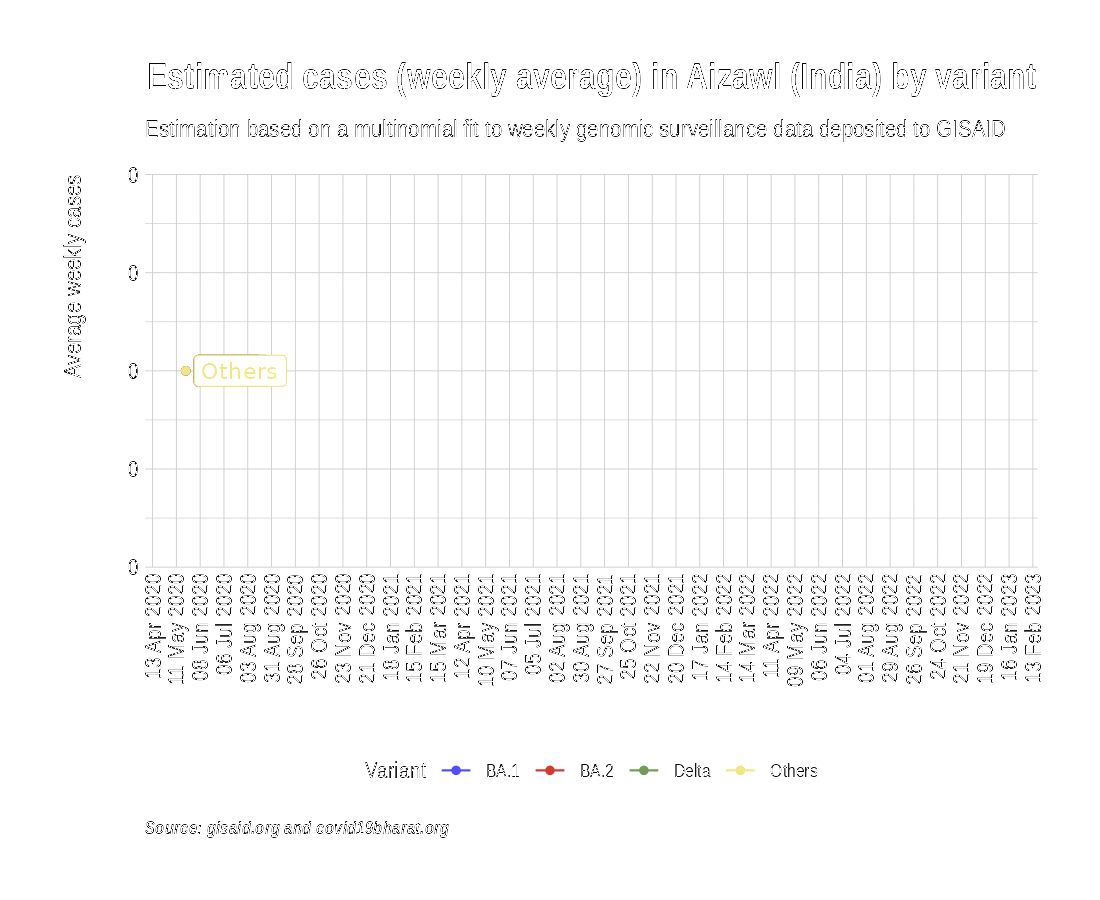 Estimated cases (weekly average) in Aizawl (India) by variant
Estimation based on a multinomial fit to weekly genomic surveillance data deposited to GISAID
Average weekly cases
0
0
0
0
0
Others
13 Apr 2020
11 May 2020
08 Jun 2020
06 Jul 2020
03 Aug 2020
31 Aug 2020
28 Sep 2020
26 Oct 2020
23 Nov 2020
21 Dec 2020
18 Jan 2021
15 Feb 2021
15 Mar 2021
12 Apr 2021
10 May 2021
07 Jun 2021
05 Jul 2021
02 Aug 2021
30 Aug 2021
27 Sep 2021
25 Oct 2021
22 Nov 2021
20 Dec 2021
17 Jan 2022
14 Feb 2022
14 Mar 2022
11 Apr 2022
09 May 2022
06 Jun 2022
04 Jul 2022
01 Aug 2022
29 Aug 2022
26 Sep 2022
24 Oct 2022
21 Nov 2022
19 Dec 2022
16 Jan 2023
13 Feb 2023
Variant BA.1 BA.2 Delta Others
Source: gisaid.org and covid19bharat.org